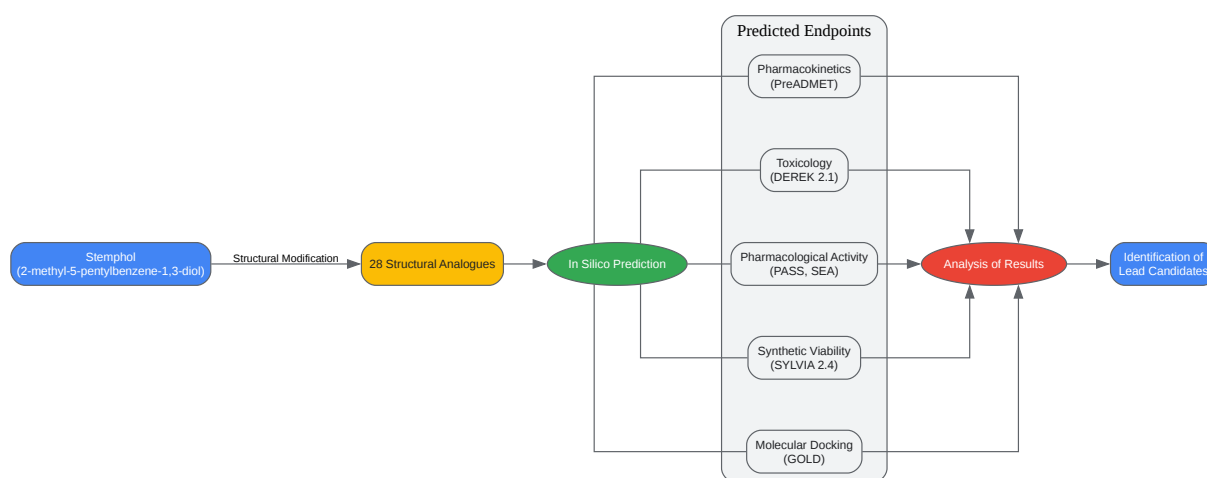 Predicted Endpoints
Pharmacokinetics
(PreADMET)
Toxicology
(DEREK 2.1)
Stemphol
(2-methyl-5-pentylbenzene-1,3-diol)
Structural Modification
28 Structural Analogues
In Silico Prediction
Pharmacological Activity
(PASS, SEA)
Analysis of Results
Identification of
Lead Candidates
Synthetic Viability
(SYLVIA 2.4)
Molecular Docking
(GOLD)